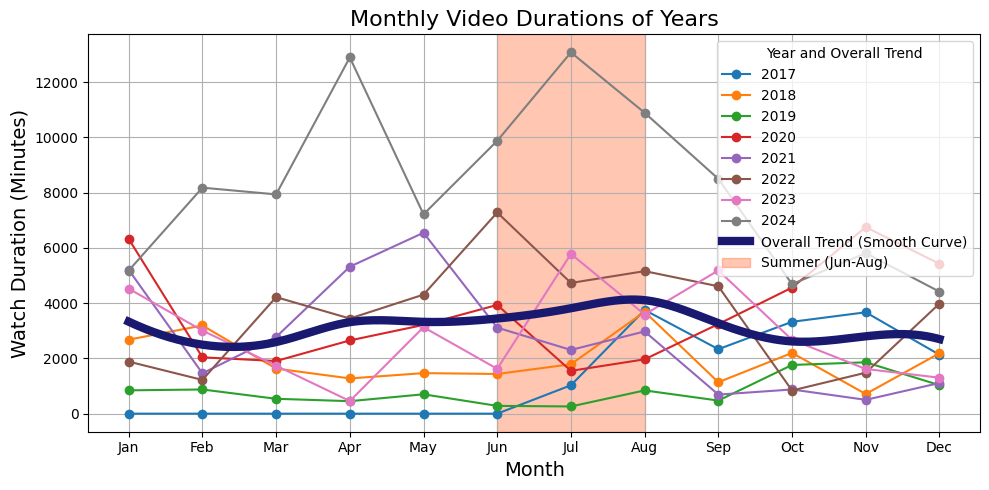 Monthly Video Durations of Years
Watch Duration (Minutes)
12000
10000
8000
6000
4000
2000
0
Year and Overall Trend
2017
2018
2019
2020
2021
2022
2023
2024
Overall Trend (Smooth Curve)
Summer (Jun-Aug)
Jan Feb Mar Apr May Jun Jul Aug Sep Oct Nov Dec
Month